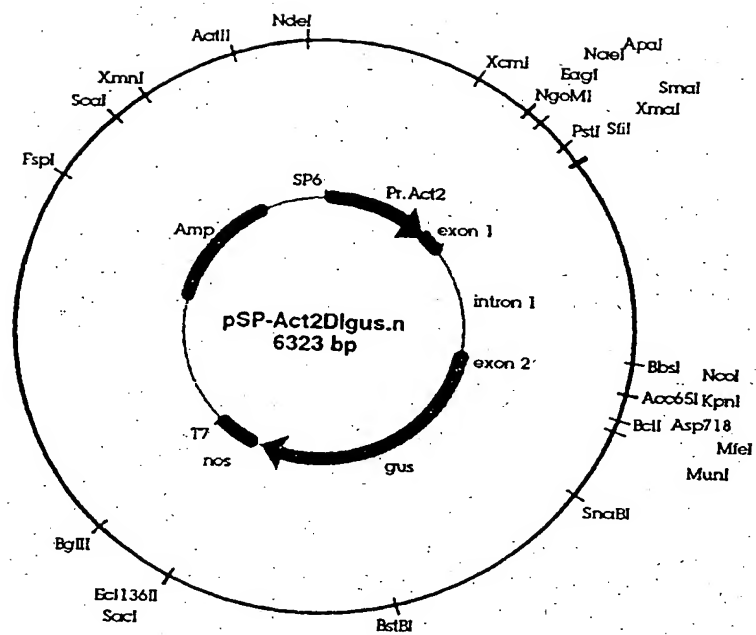 NdeI
AatII
XmnI
ScaI
FspI
XcmI
NaeI ApaI
EagI
NgoMI
SmaI
XmaI
PstI SfiI
SP6
Pr.Act2
exon 1
Amp
intron 1
pSP-Act2DIgus.n
6323 bp
exon 2
BbsI NcoI
Acc65I KpnI
BclI Asp718
MfeI
MunI
T7
nos
gus
SnaBI
BglII
Ecl136II
SacI
BstBI